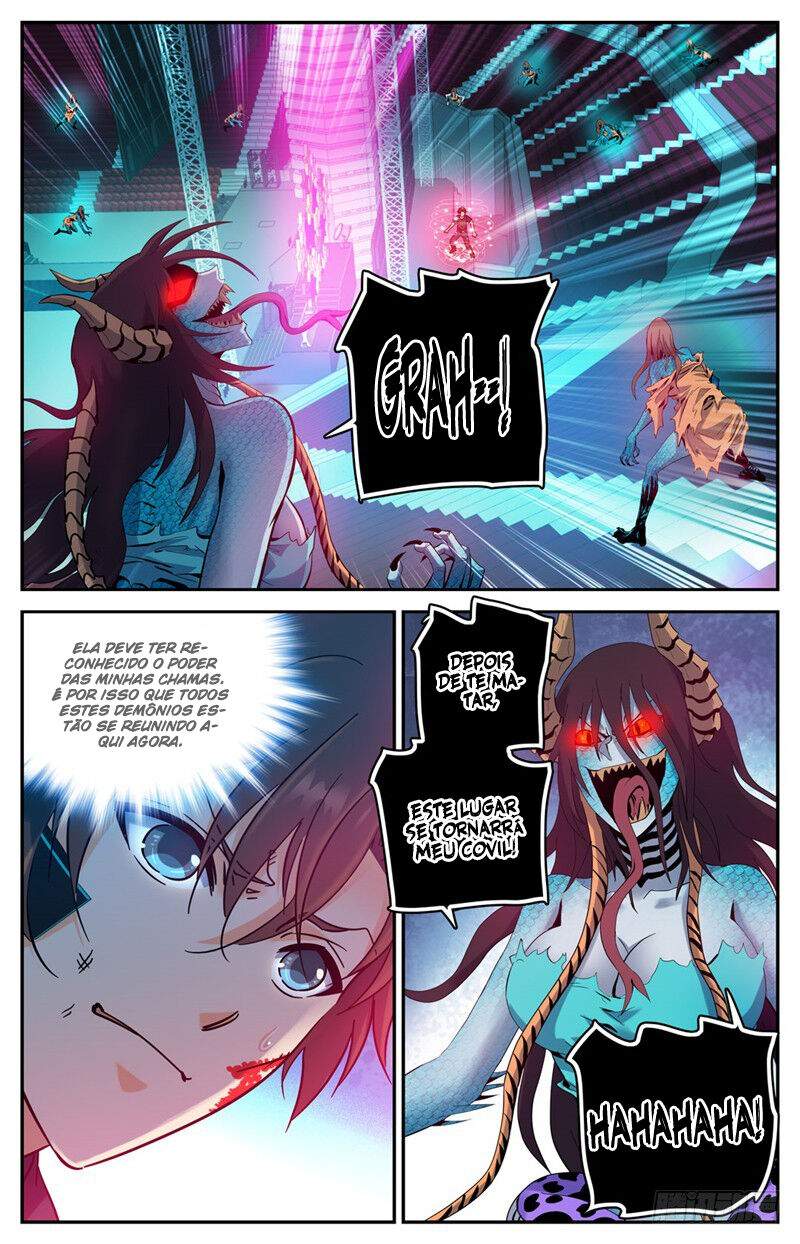 GRAH--!
ELA DEVE TER RE-
CONHECIDO O PODER
DAS MINHAS CHAMAS.
É POR ISSO QUE TODOS
ESTES DEMÔNIOS ES-
TÃO SE REUNINDO A-
QUI AGORA.
DEPOIS
DE TE MA-
TAR,
ESTE LUGAR
SE TORNARRÁ
MEU COVIL!
HAHAHAHA!